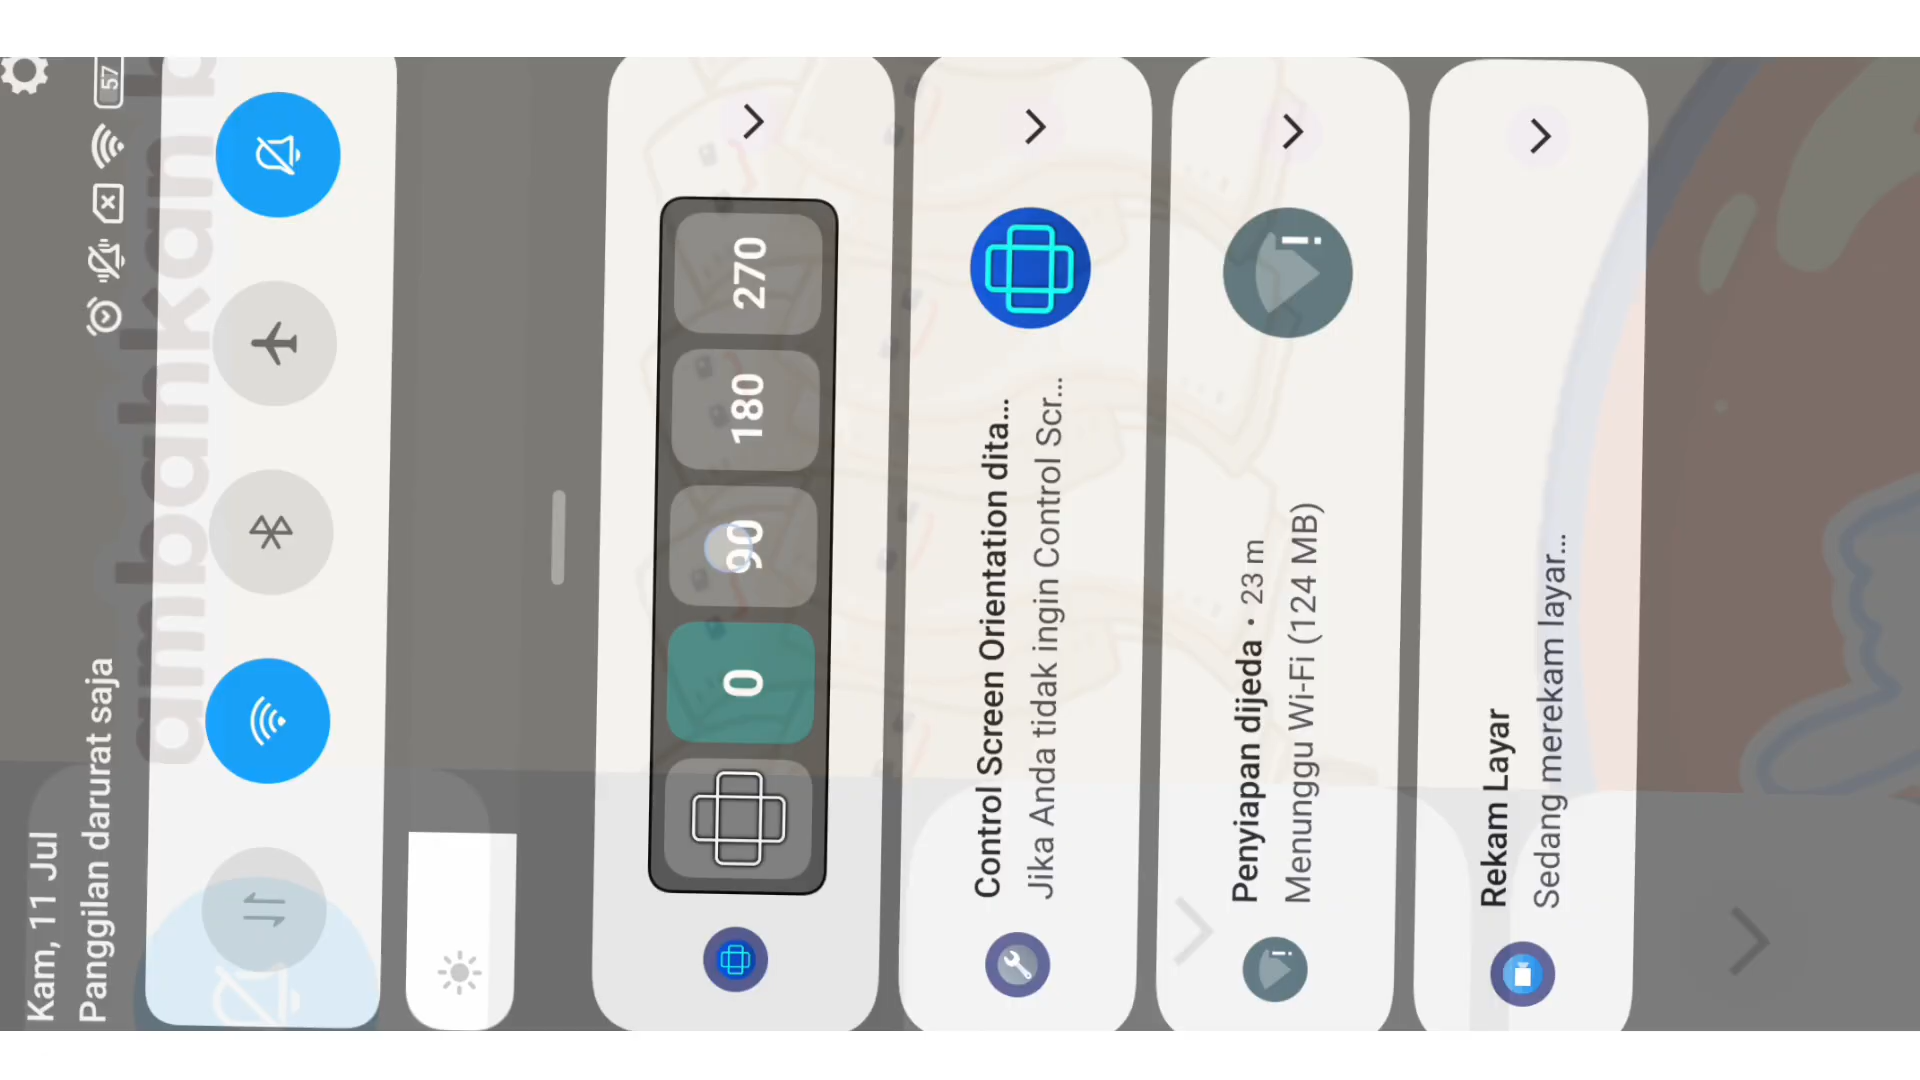 Kam, 11 Jul
57
Panggilan darurat saja
ambahkan b
0
90
180
270
Control Screen Orientation dita...
Jika Anda tidak ingin Control Scr...
Penyiapan dijeda • 23 m
Menunggu Wi-Fi (124 MB)
Rekam Layar
Sedang merekam layar...